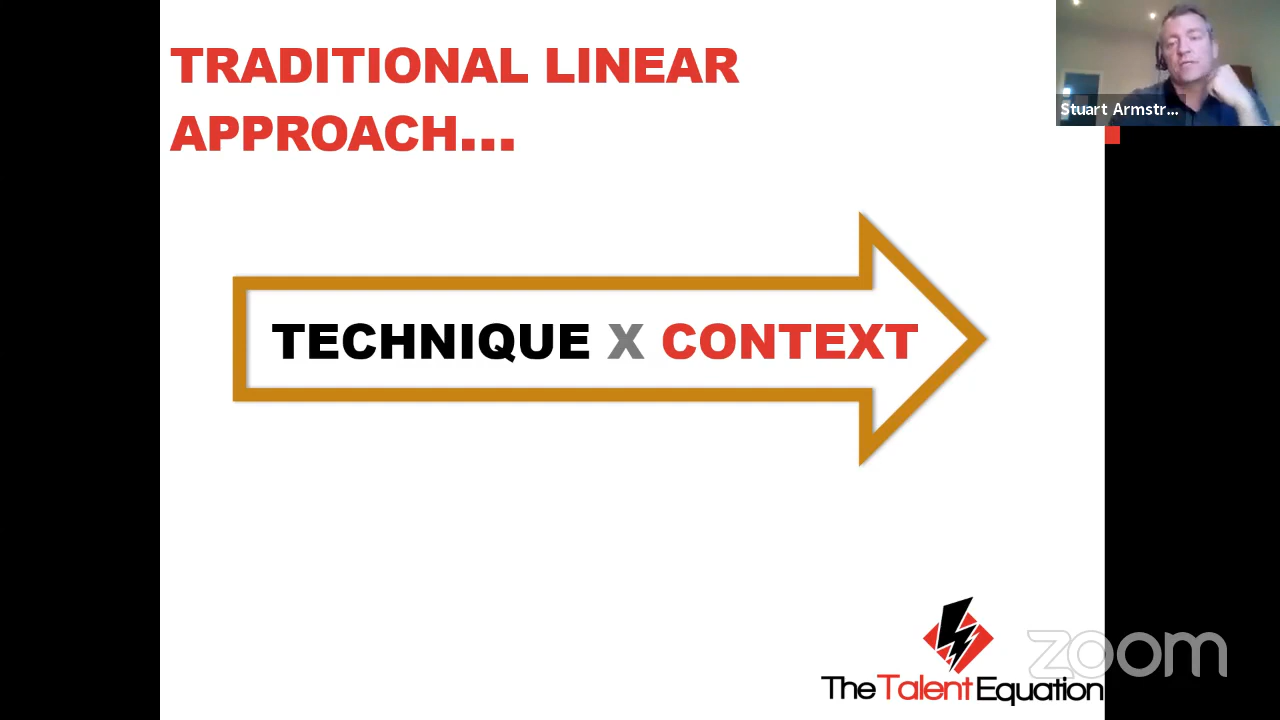 TRADITIONAL LINEAR
APPROACH...
Stuart Armstr...
TECHNIQUE X CONTEXT
The Talent Equation
zoom